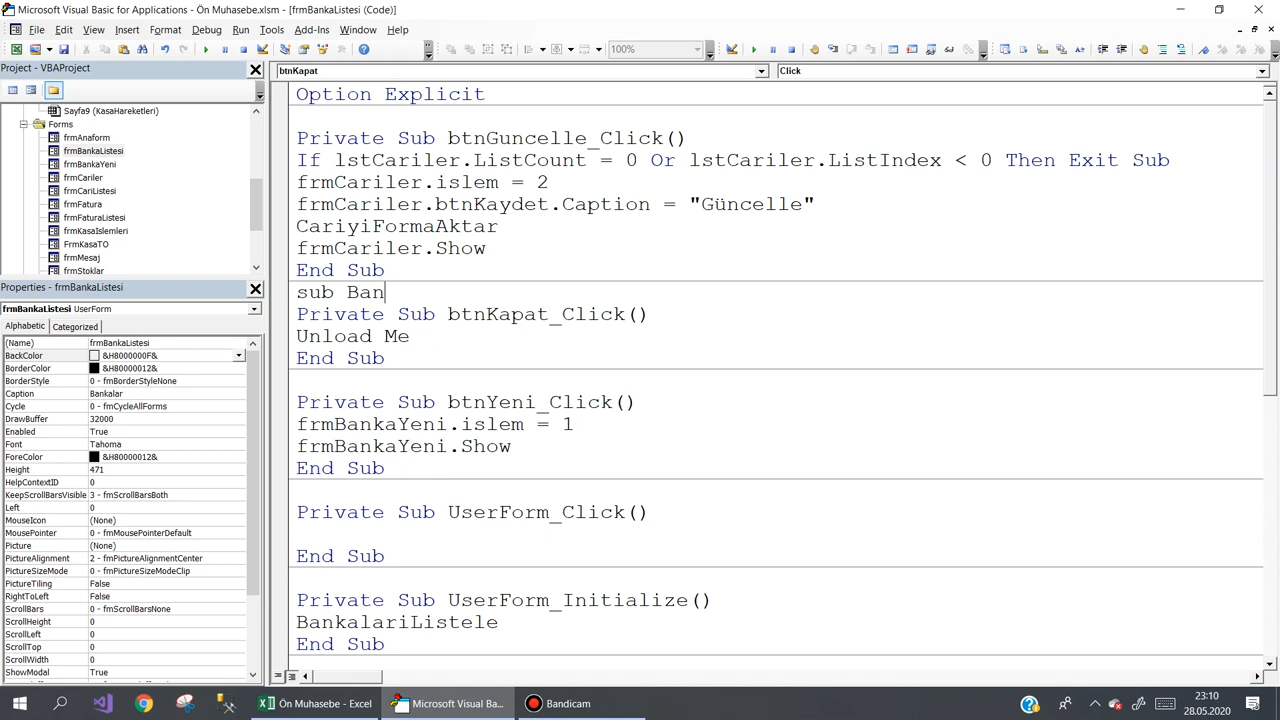 Microsoft Visual Basic for Applications - Ön Muhasebe.xlsm - [frmBankaListesi (Code)]
File Edit View Insert Format Debug Run Tools Add-Ins Window Help
100%
Project - VBAProject
btnKapat
Click
Sayfa9 (KasaHareketleri)
Forms
frmAnaform
frmBankaListesi
frmBankaYeni
frmCariler
frmCariListesi
frmFatura
frmFaturaListesi
frmKasaIslemleri
FrmKasaTO
frmMesaj
frmStoklar
Properties - frmBankaListesi
frmBankaListesi UserForm
Alphabetic Categorized
(Name) frmBankaListesi
BackColor &H8000000F&
BorderColor &H80000012&
BorderStyle 0 - fmBorderStyleNone
Caption Bankalar
Cycle 0 - fmCycleAllForms
DrawBuffer 32000
Enabled True
Font Tahoma
ForeColor &H80000012&
Height 471
HelpContextID 0
KeepScrollBarsVisible 3 - fmScrollBarsBoth
Left 0
MouseIcon (None)
MousePointer 0 - fmMousePointerDefault
Picture (None)
PictureAlignment 2 - fmPictureAlignmentCenter
PictureSizeMode 0 - fmPictureSizeModeClip
PictureTiling False
RightToLeft False
ScrollBars 0 - fmScrollBarsNone
ScrollHeight 0
ScrollLeft 0
ScrollTop 0
ScrollWidth 0
ShowModal True
Option Explicit
Private Sub btnGuncelle_Click()
If lstCariler.ListCount = 0 Or lstCariler.ListIndex < 0 Then Exit Sub
frmCariler.islem = 2
frmCariler.btnKaydet.Caption = "Güncelle"
CariyiFormaAktar
frmCariler.Show
End Sub
sub Ban
Private Sub btnKapat_Click()
Unload Me
End Sub
Private Sub btnYeni_Click()
frmBankaYeni.islem = 1
frmBankaYeni.Show
End Sub
Private Sub UserForm_Click()
End Sub
Private Sub UserForm_Initialize()
BankalariListele
End Sub
Ön Muhasebe - Excel
Microsoft Visual Ba...
Bandicam
23:10
28.05.2020